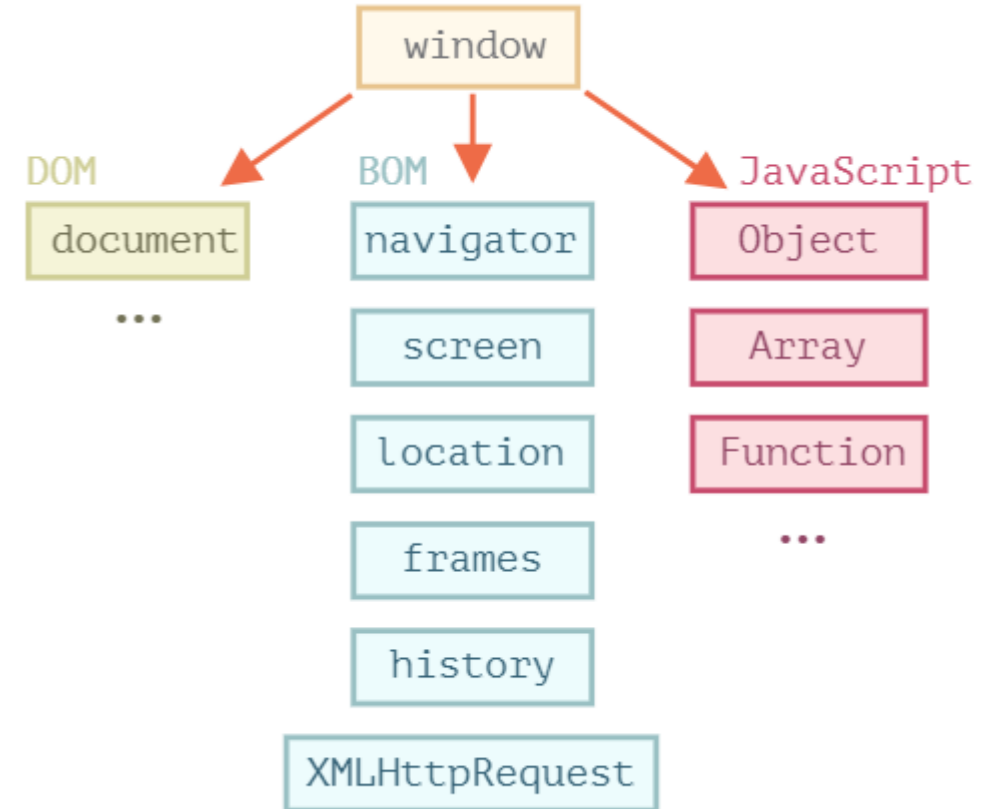 window
DOM
document
...
BOM
navigator
screen
location
frames
history
XMLHttpRequest
JavaScript
Object
Array
Function
...